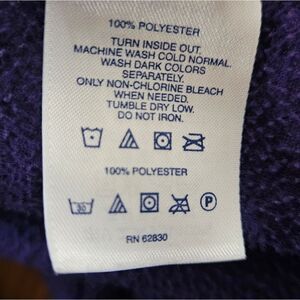 100% POLYESTER
TURN INSIDE OUT.
MACHINE WASH COLD NORMAL.
WASH DARK COLORS
SEPARATELY.
ONLY NON-CHLORINE BLEACH
WHEN NEEDED.
TUMBLE DRY LOW.
DO NOT IRON.
100% POLYESTER
30 P
RN 62830